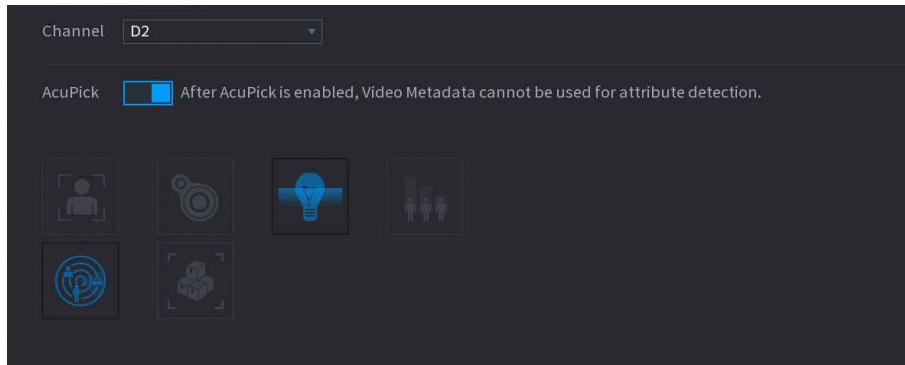 Channel D2
AcuPick After AcuPick is enabled, Video Metadata cannot be used for attribute detection.